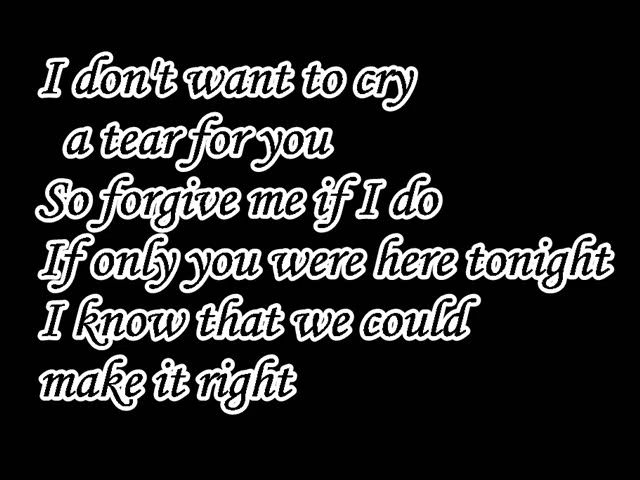 I don't want to cry
a tear for you
So forgive me if I do
If only you were here tonight
I know that we could
make it right